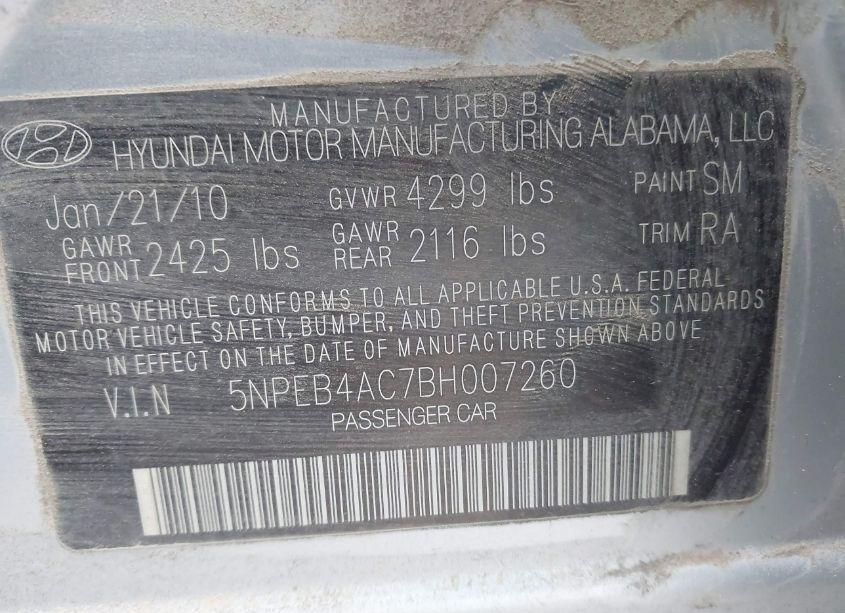 MANUFACTURED BY
HYUNDAI MOTOR MANUFACTURING ALABAMA, LLC
Jan/21/10 GVWR 4299 lbs PAINT SM
GAWR FRONT 2425 lbs GAWR REAR 2116 lbs TRIM RA
THIS VEHICLE CONFORMS TO ALL APPLICABLE U.S.A. FEDERAL
MOTOR VEHICLE SAFETY, BUMPER, AND THEFT PREVENTION STANDARDS
IN EFFECT ON THE DATE OF MANUFACTURE SHOWN ABOVE
V.I.N 5NPEB4AC7BH007260
PASSENGER CAR